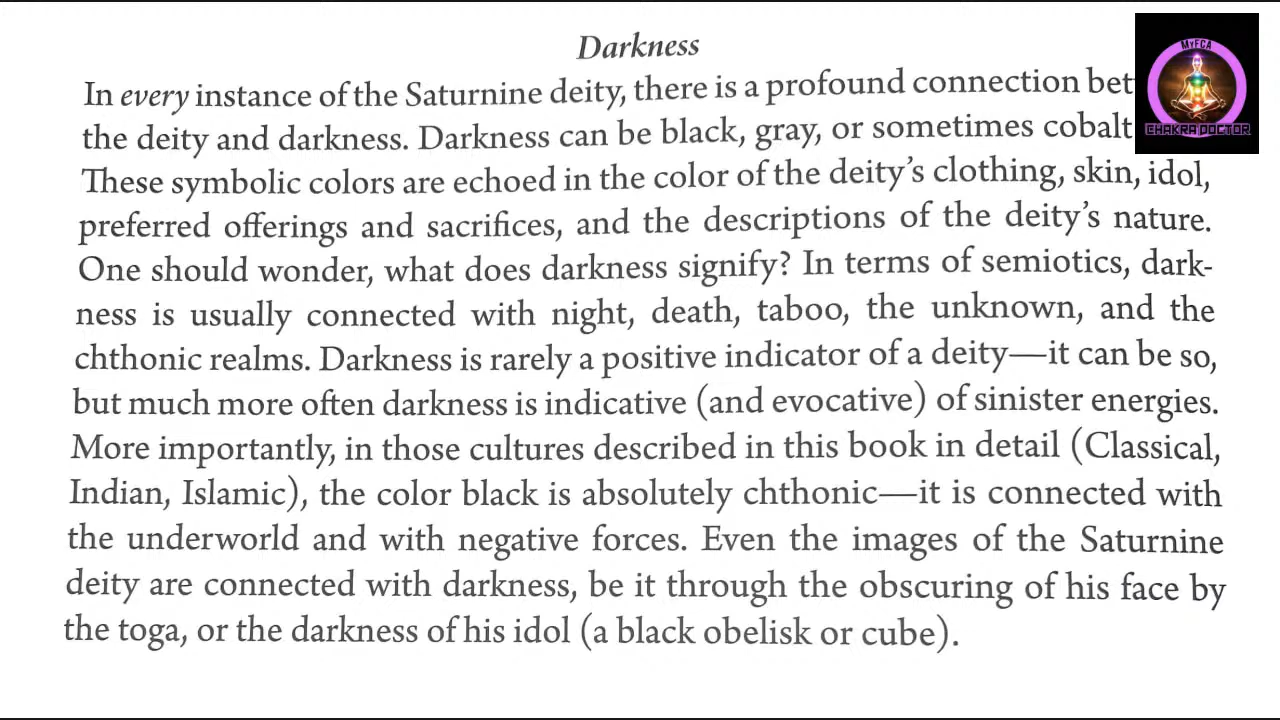 Darkness
In every instance of the Saturnine deity, there is a profound connection bet
the deity and darkness. Darkness can be black, gray, or sometimes cobalt
These symbolic colors are echoed in the color of the deity’s clothing, skin, idol,
preferred offerings and sacrifices, and the descriptions of the deity’s nature.
One should wonder, what does darkness signify? In terms of semiotics, dark-
ness is usually connected with night, death, taboo, the unknown, and the
chthonic realms. Darkness is rarely a positive indicator of a deity—it can be so,
but much more often darkness is indicative (and evocative) of sinister energies.
More importantly, in those cultures described in this book in detail (Classical,
Indian, Islamic), the color black is absolutely chthonic—it is connected with
the underworld and with negative forces. Even the images of the Saturnine
deity are connected with darkness, be it through the obscuring of his face by
the toga, or the darkness of his idol (a black obelisk or cube).
MYFCA
CHAKRA DOCTOR